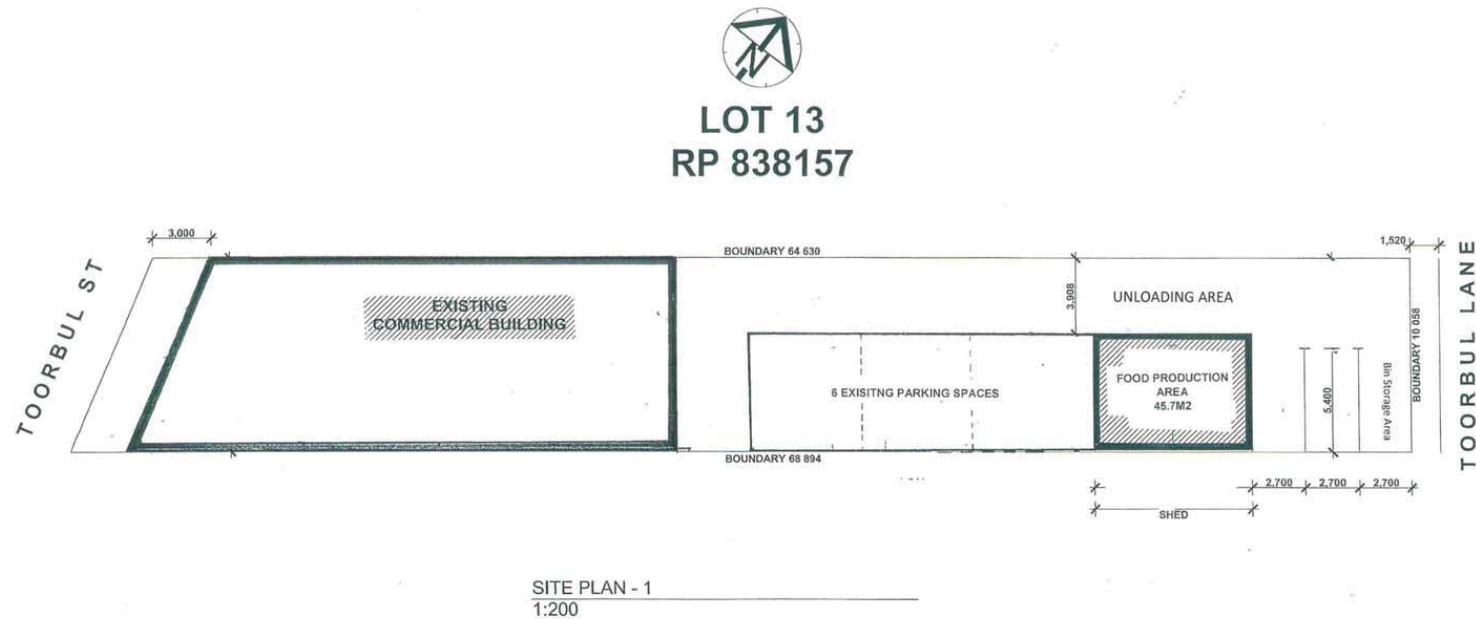 N
LOT 13
RP 838157
3,000
BOUNDARY 64 630
1,520
TOORBUL ST
EXISTING
COMMERCIAL BUILDING
3,908
UNLOADING AREA
BOUNDARY 10 058
TOORBUL LANE
6 EXISITNG PARKING SPACES
FOOD PRODUCTION
AREA
45.7M2
5,400
Bin Storage Area
BOUNDARY 68 894
2,700
2,700
2,700
SHED
SITE PLAN - 1
1:200